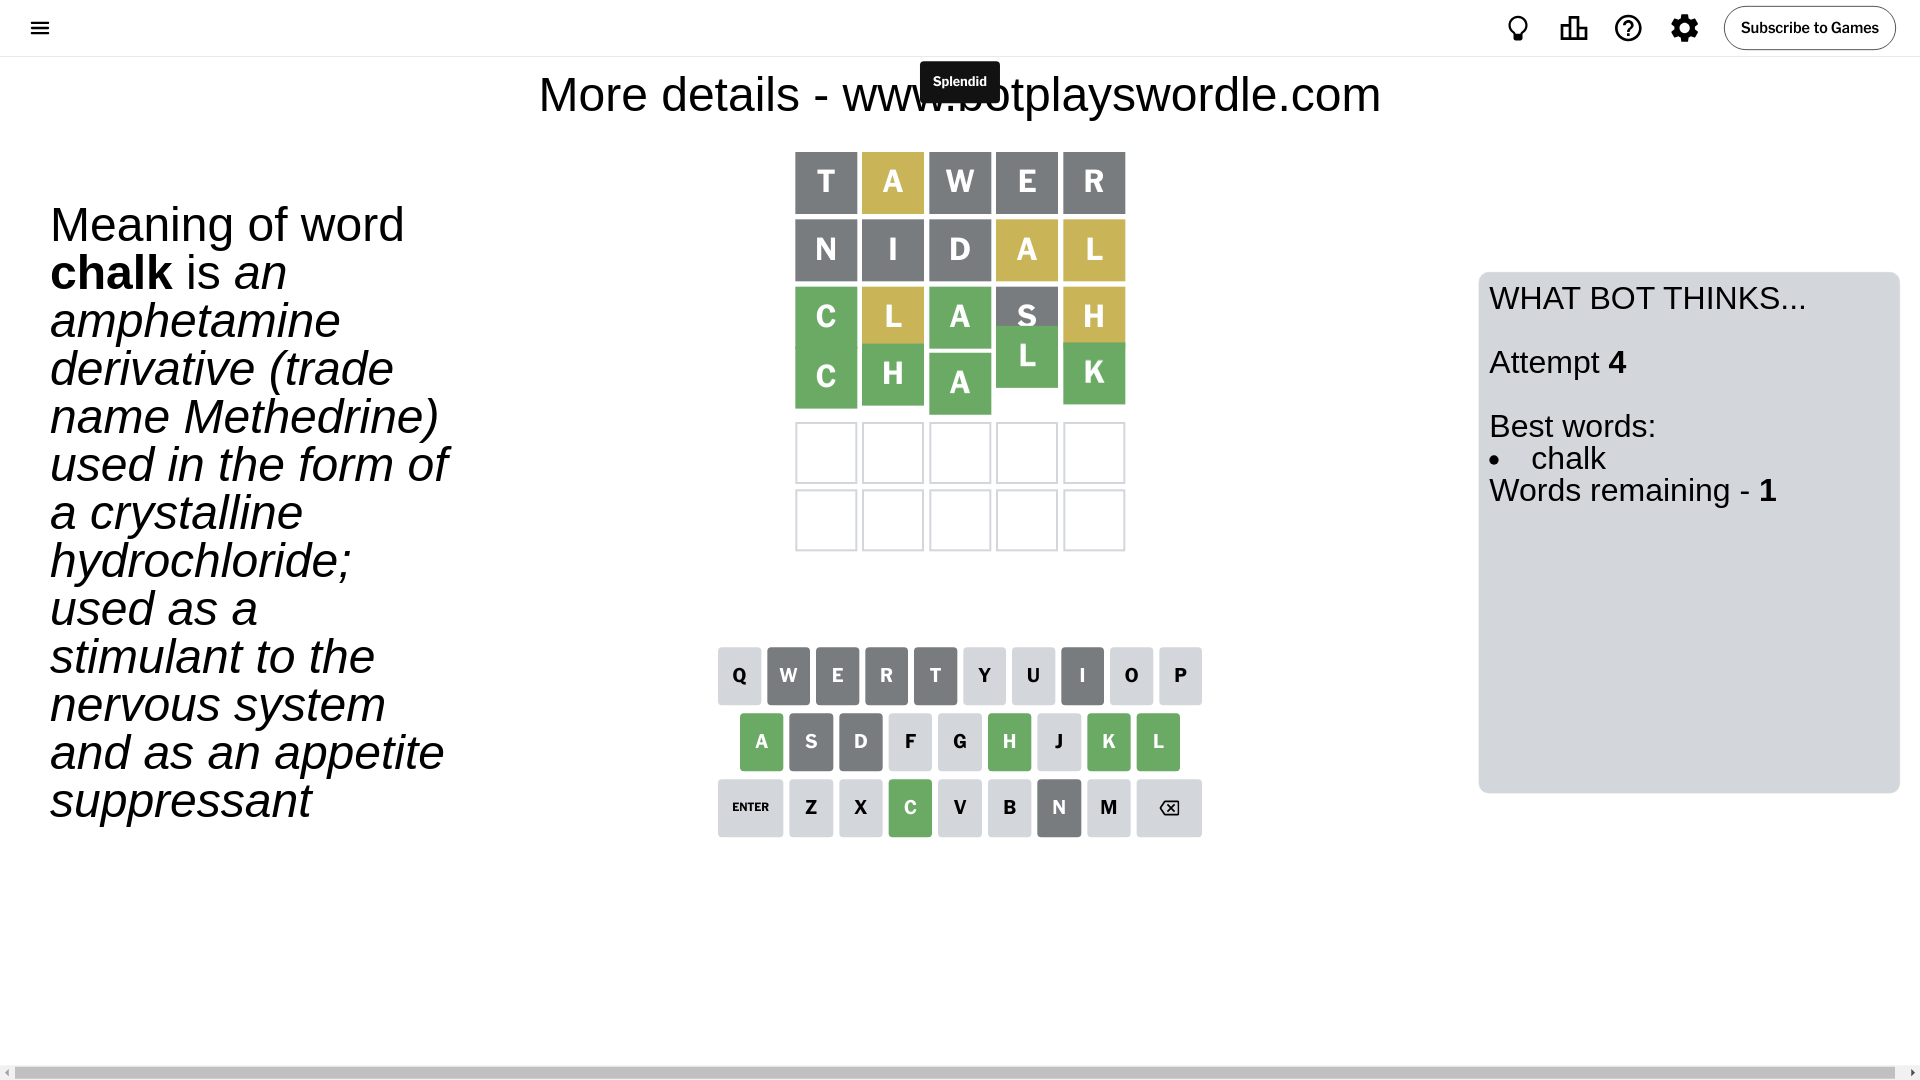 Subscribe to Games
Splendid
More details - www.botplayswordle.com
Meaning of word
chalk is an
amphetamine
derivative (trade
name Methedrine)
used in the form of
a crystalline
hydrochloride;
used as a
stimulant to the
nervous system
and as an appetite
suppressant
T A W E R
N I D A L
C L A S H
C H A L K
WHAT BOT THINKS...
Attempt 4
Best words:
• chalk
Words remaining - 1
Q W E R T Y U I O P
A S D F G H J K L
ENTER Z X C V B N M